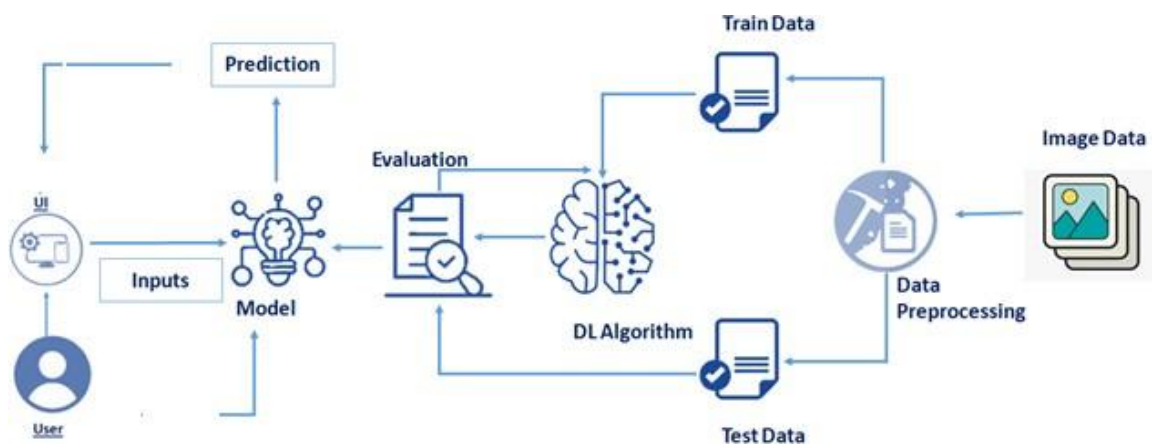 Train Data
Prediction
Image Data
Evaluation
UI
Inputs
Model
Data
Preprocessing
DL Algorithm
User
Test Data